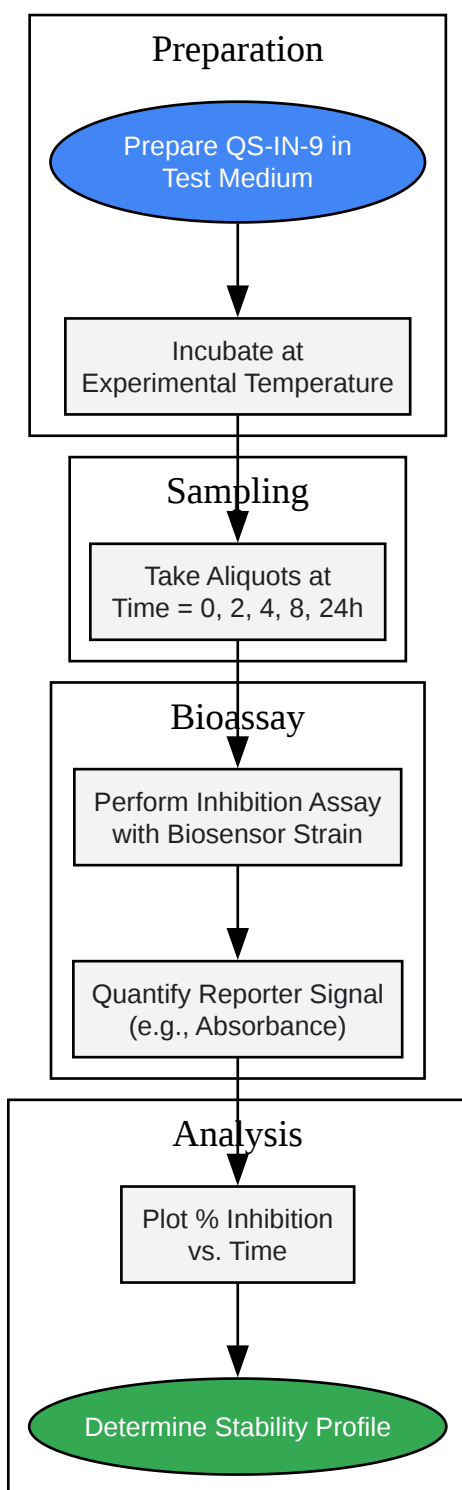 Preparation
Prepare QS-IN-9 in
Test Medium
Incubate at
Experimental Temperature
Sampling
Take Aliquots at
Time = 0, 2, 4, 8, 24h
Bioassay
Perform Inhibition Assay
with Biosensor Strain
Quantify Reporter Signal
(e.g., Absorbance)
Analysis
Plot % Inhibition
vs. Time
Determine Stability Profile